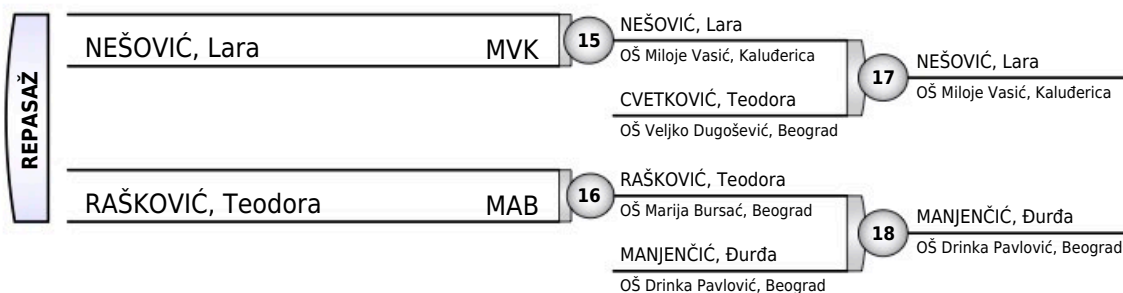 REPASAŽ
NEŠOVIĆ, Lara MVK
15
NEŠOVIĆ, Lara
OŠ Miloje Vasić, Kaluđerica
CVETKOVIĆ, Teodora
OŠ Veljko Dugošević, Beograd
17
NEŠOVIĆ, Lara
OŠ Miloje Vasić, Kaluđerica
RAŠKOVIĆ, Teodora MAB
16
RAŠKOVIĆ, Teodora
OŠ Marija Bursać, Beograd
MANJENČIĆ, Đurđa
OŠ Drinka Pavlović, Beograd
18
MANJENČIĆ, Đurđa
OŠ Drinka Pavlović, Beograd